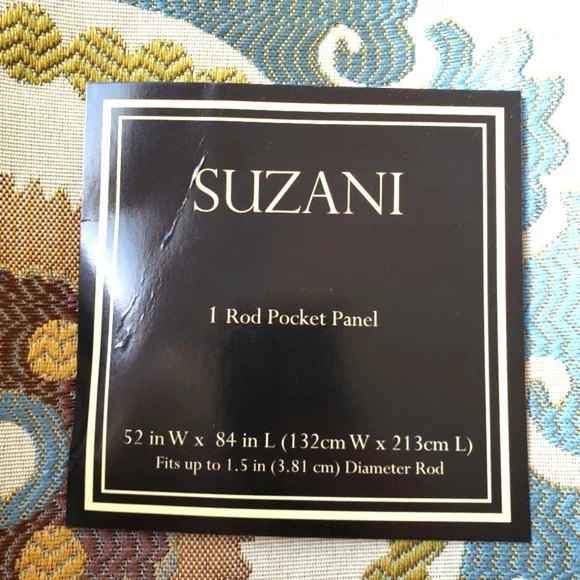 SUZANI
1 Rod Pocket Panel
52 in W x 84 in L (132cm W x 213cm L)
Fits up to 1.5 in (3.81 cm) Diameter Rod